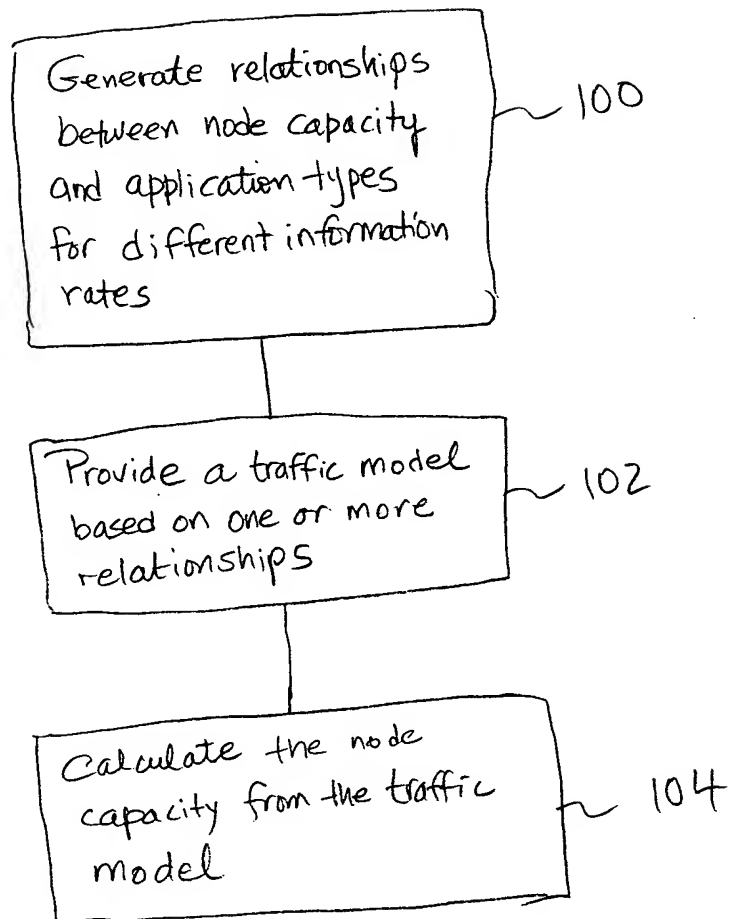 Generate relationships
between node capacity
and application types
for different information
rates
100
Provide a traffic model
based on one or more
relationships
102
Calculate the node
capacity from the traffic
model
104